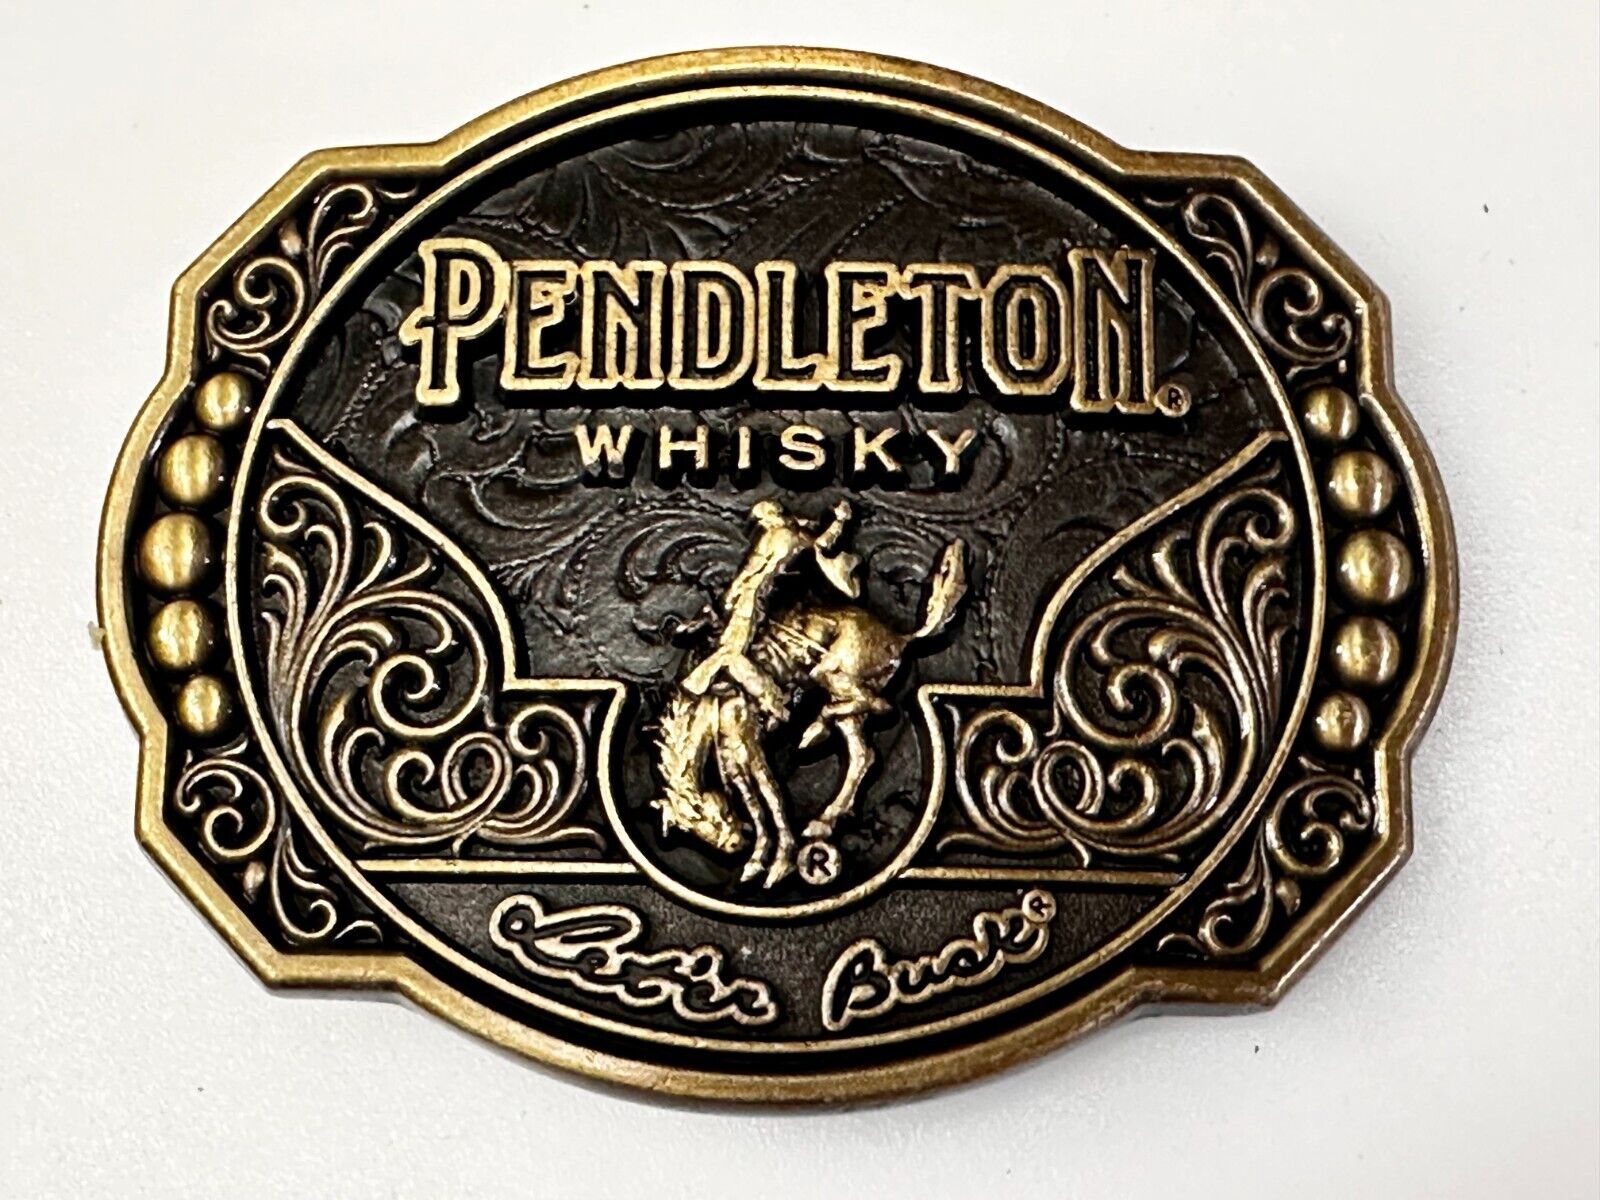 PENDLETON®
WHISKY
®
Let'er Buck®